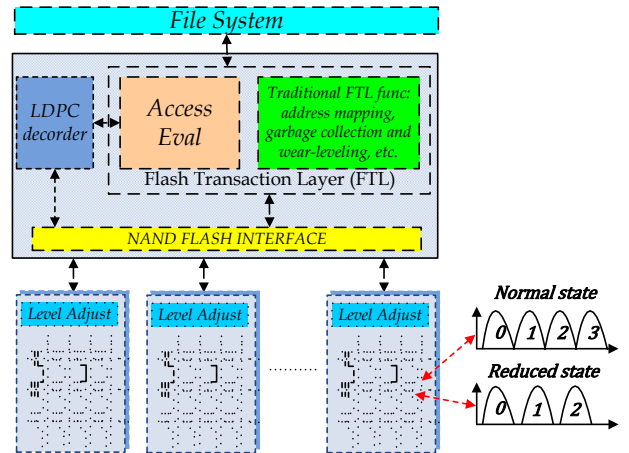 File System
LDPC
decorder
Access
Eval
Traditional FTL func:
address mapping,
garbage collection and
wear-leveling, etc.
Flash Transaction Layer (FTL)
NAND FLASH INTERFACE
Level Adjust
Level Adjust
Level Adjust
Normal state
0 1 2 3
Reduced state
0 1 2